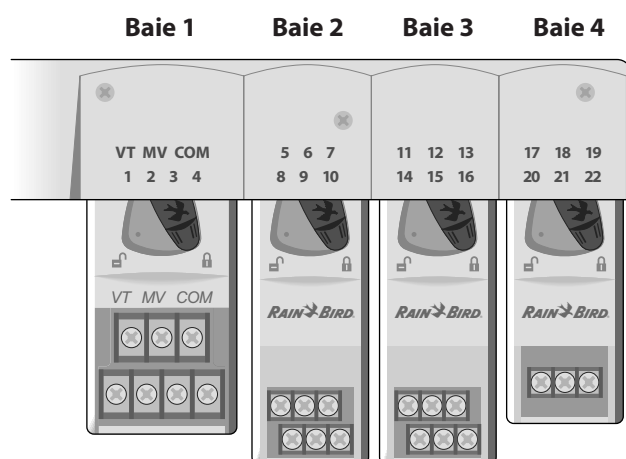 Baie 1 Baie 2 Baie 3 Baie 4
VT MV COM 5 6 7 11 12 13 17 18 19
1 2 3 4 8 9 10 14 15 16 20 21 22
VT MV COM
RAIN BIRD RAIN BIRD RAIN BIRD